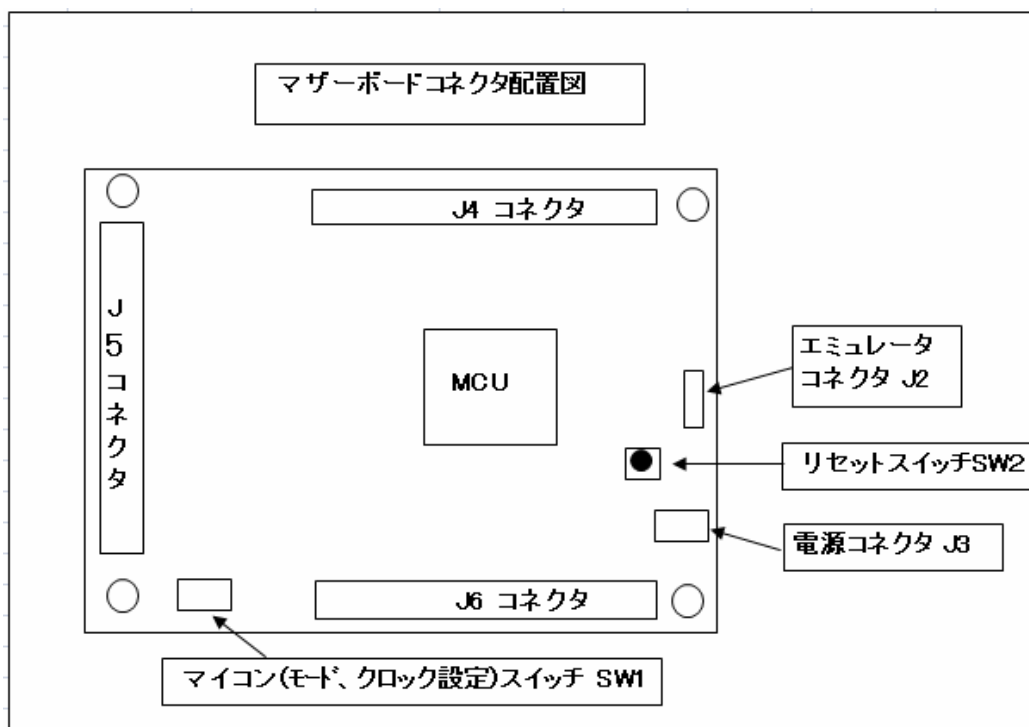 マザーボードコネクタ配置図
J4 コネクタ
J5コネクタ
MCU
エミュレータ
コネクタ J2
リセットスイッチSW2
電源コネクタ J3
J6 コネクタ
マイコン(モード、クロック設定)スイッチ SW1